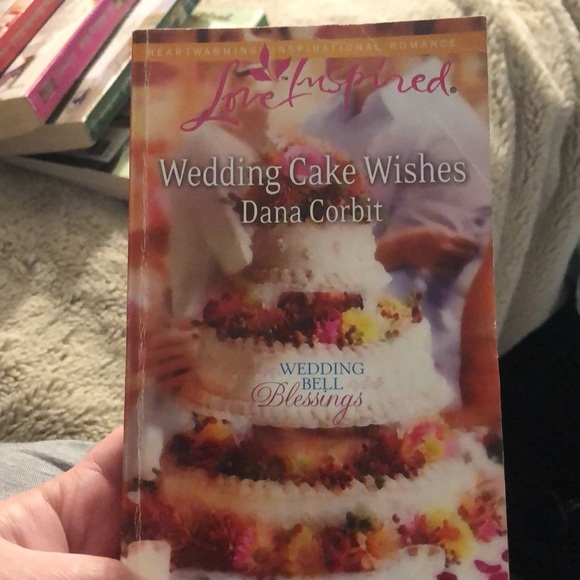 HEARTWARMING INSPIRATIONAL ROMANCE
Love Inspired®
Wedding Cake Wishes
Dana Corbit
WEDDING
BELL
Blessings